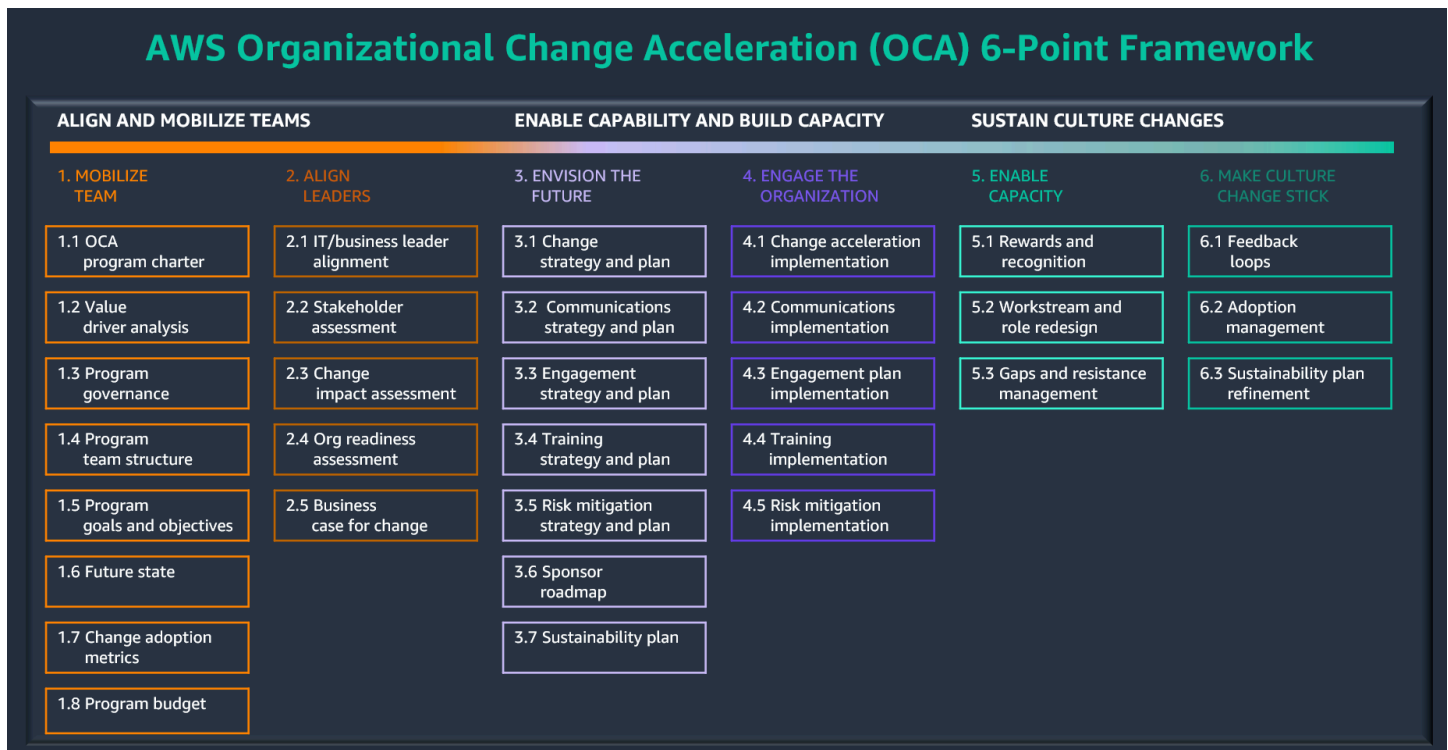 AWS Organizational Change Acceleration (OCA) 6-Point Framework
ALIGN AND MOBILIZE TEAMS
ENABLE CAPABILITY AND BUILD CAPACITY
SUSTAIN CULTURE CHANGES
1. MOBILIZE
TEAM
1.1 OCA
program charter
1.2 Value
driver analysis
1.3 Program
governance
1.4 Program
team structure
1.5 Program
goals and objectives
1.6 Future state
1.7 Change adoption
metrics
1.8 Program budget
2. ALIGN
LEADERS
2.1 IT/business leader
alignment
2.2 Stakeholder
assessment
2.3 Change
impact assessment
2.4 Org readiness
assessment
2.5 Business
case for change
3. ENVISION THE
FUTURE
3.1 Change
strategy and plan
3.2 Communications
strategy and plan
3.3 Engagement
strategy and plan
3.4 Training
strategy and plan
3.5 Risk mitigation
strategy and plan
3.6 Sponsor
roadmap
3.7 Sustainability plan
4. ENGAGE THE
ORGANIZATION
4.1 Change acceleration
implementation
4.2 Communications
implementation
4.3 Engagement plan
implementation
4.4 Training
implementation
4.5 Risk mitigation
implementation
5. ENABLE
CAPACITY
5.1 Rewards and
recognition
5.2 Workstream and
role redesign
5.3 Gaps and resistance
management
6. MAKE CULTURE
CHANGE STICK
6.1 Feedback
loops
6.2 Adoption
management
6.3 Sustainability plan
refinement